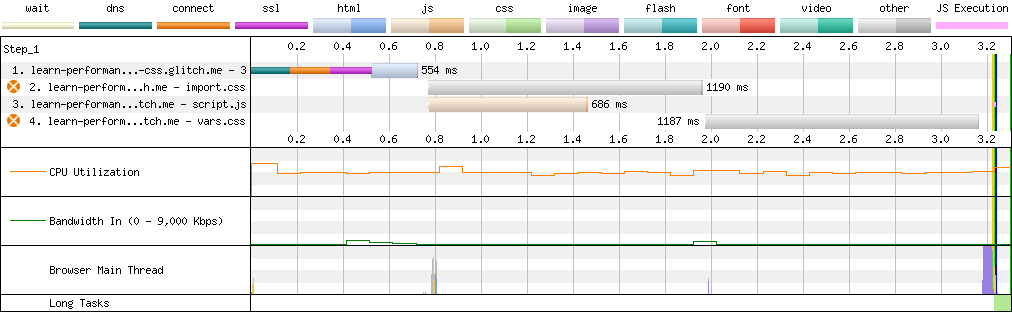 wait dns connect ssl html js css image flash font video other JS Execution
Step_1
0.2 0.4 0.6 0.8 1.0 1.2 1.4 1.6 1.8 2.0 2.2 2.4 2.6 2.8 3.0 3.2
1. learn-performan...-css.glitch.me - 3 554 ms
2. learn-perform...h.me - import.css 1190 ms
3. learn-performan...tch.me - script.js 686 ms
4. learn-perform...tch.me - vars.css 1187 ms
0.2 0.4 0.6 0.8 1.0 1.2 1.4 1.6 1.8 2.0 2.2 2.4 2.6 2.8 3.0 3.2
CPU Utilization
Bandwidth In (0 - 9,000 Kbps)
Browser Main Thread
Long Tasks